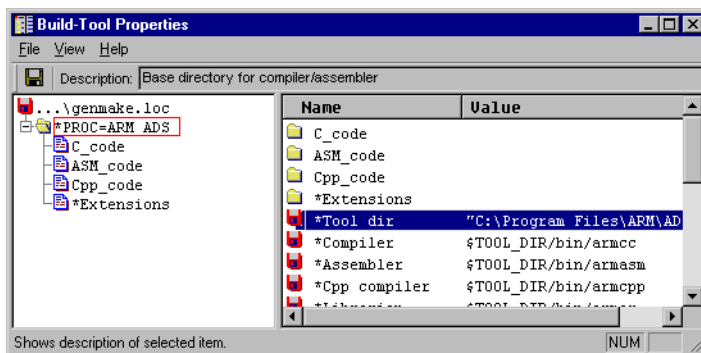 Build-Tool Properties
File View Help
Description: Base directory for compiler/assembler
...\genmake.loc
*PROC=ARM ADS
C_code
ASM_code
Cpp_code
*Extensions
Name Value
C_code
ASM_code
Cpp_code
*Extensions
*Tool dir "C:\Program Files\ARM\AD
*Compiler $TOOL_DIR/bin/armcc
*Assembler $TOOL_DIR/bin/armasm
*Cpp compiler $TOOL_DIR/bin/armcpp
Shows description of selected item.
NUM